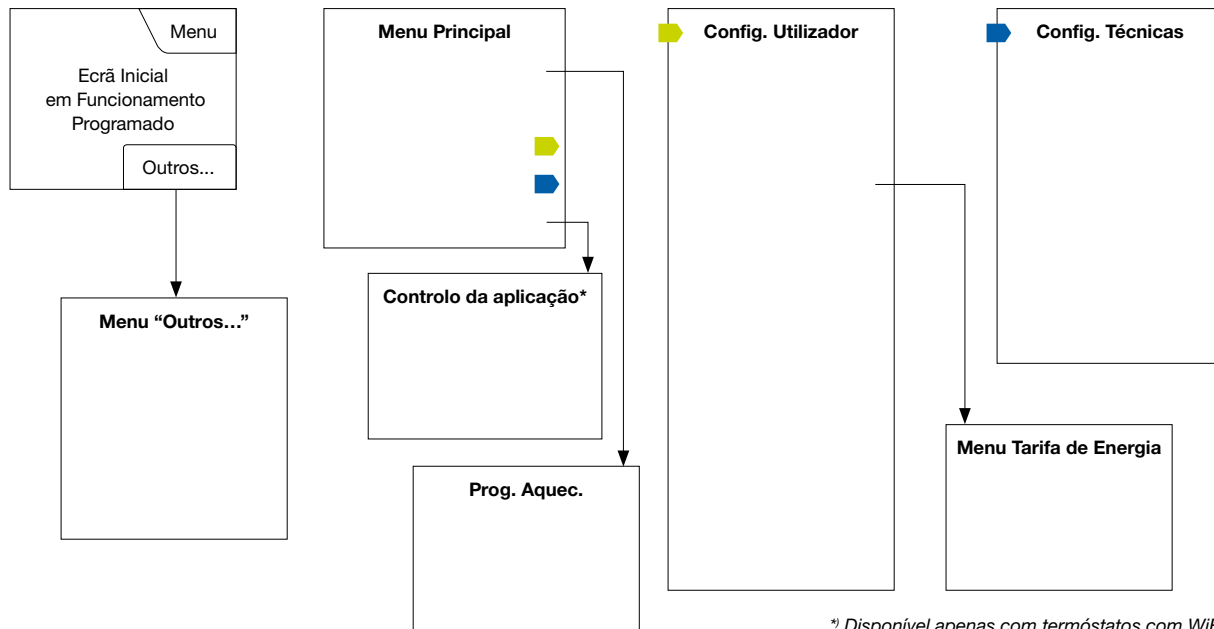 Menu
Ecrã Inicial
em Funcionamento
Programado
Outros...
Menu “Outros…”
Menu Principal
Controlo da aplicação*
Prog. Aquec.
Config. Utilizador
Config. Técnicas
Menu Tarifa de Energia
*) Disponível apenas com termóstatos com WiF